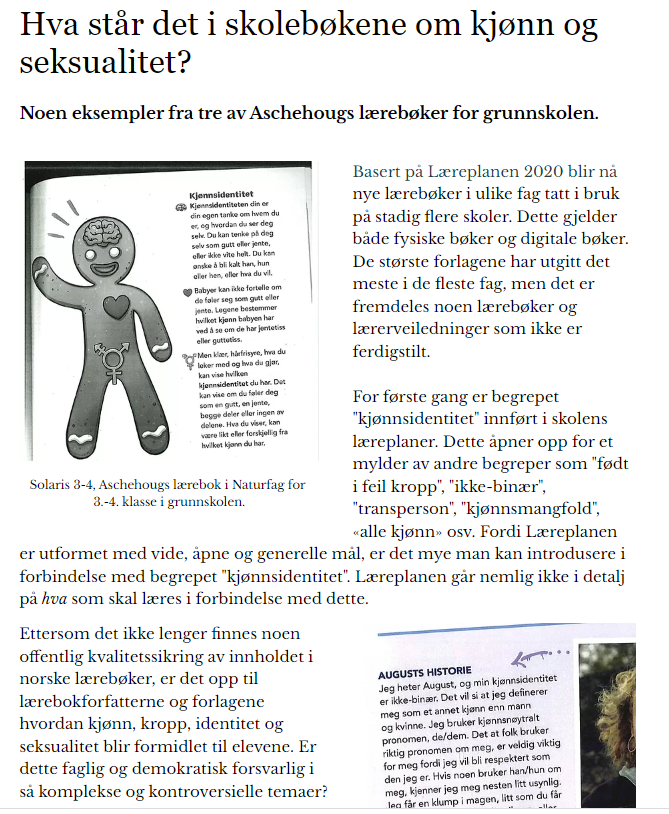 Hva står det i skolebøkene om kjønn og
seksualitet?
Noen eksempler fra tre av Aschehougs lærebøker for grunnskolen.
Kjønnsidentitet
Kjønnsidentiteten din er
din egen tanke om hvem du
er, og hvordan du ser deg
selv. Du kan tenke på deg
selv som gutt eller jente,
eller ikke vite helt. Du kan
ønske å bli kalt han, hun
eller hen, eller hva du vil.
Babyer kan ikke fortelle om
de føler seg som gutt eller
jente. Legene bestemmer
hvilket kjønn babyen har
ved å se om de har jentetiss
eller guttetiss.
Men klær, hårfrisyre, hva du
leker med og hva du gjør,
kan vise hvilken
kjønnsidentitet du har. Det
kan vise om du føler deg
som en gutt, en jente,
begge deler eller ingen av
delene. Hva du viser, kan
være likt eller forskjellig fra
hvilket kjønn du har.
Solaris 3-4, Aschehougs lærebok i Naturfag for
3.-4. klasse i grunnskolen.
Basert på Læreplanen 2020 blir nå
nye lærebøker i ulike fag tatt i bruk
på stadig flere skoler. Dette gjelder
både fysiske bøker og digitale bøker.
De største forlagene har utgitt det
meste i de fleste fag, men det er
fremdeles noen lærebøker og
lærerveiledninger som ikke er
ferdigstilt.
For første gang er begrepet
"kjønnsidentitet" innført i skolens
læreplaner. Dette åpner opp for et
mylder av andre begreper som "født
i feil kropp", "ikke-binær",
"transperson", "kjønnsmangfold",
«alle kjønn» osv. Fordi Læreplanen
er utformet med vide, åpne og generelle mål, er det mye man kan introdusere i
forbindelse med begrepet "kjønnsidentitet". Læreplanen går nemlig ikke i detalj
på hva som skal læres i forbindelse med dette.
Ettersom det ikke lenger finnes noen
offentlig kvalitetssikring av innholdet i
norske lærebøker, er det opp til
lærebokforfatterne og forlagene
hvordan kjønn, kropp, identitet og
seksualitet blir formidlet til elevene. Er
dette faglig og demokratisk forsvarlig i
så komplekse og kontroversielle temaer?
AUGUSTS HISTORIE
Jeg heter August, og min kjønnsidentitet
er ikke-binær. Det vil si at jeg definerer
meg som et annet kjønn enn mann
og kvinne. Jeg bruker kjønnsnøytralt
pronomen, de/dem. Det at folk bruker
riktig pronomen om meg, er veldig viktig
for meg fordi jeg vil bli respektert som
den jeg er. Hvis noen bruker han/hun om
meg, kjenner jeg meg nesten litt usynlig.
Jeg får en klump i magen, litt som du får